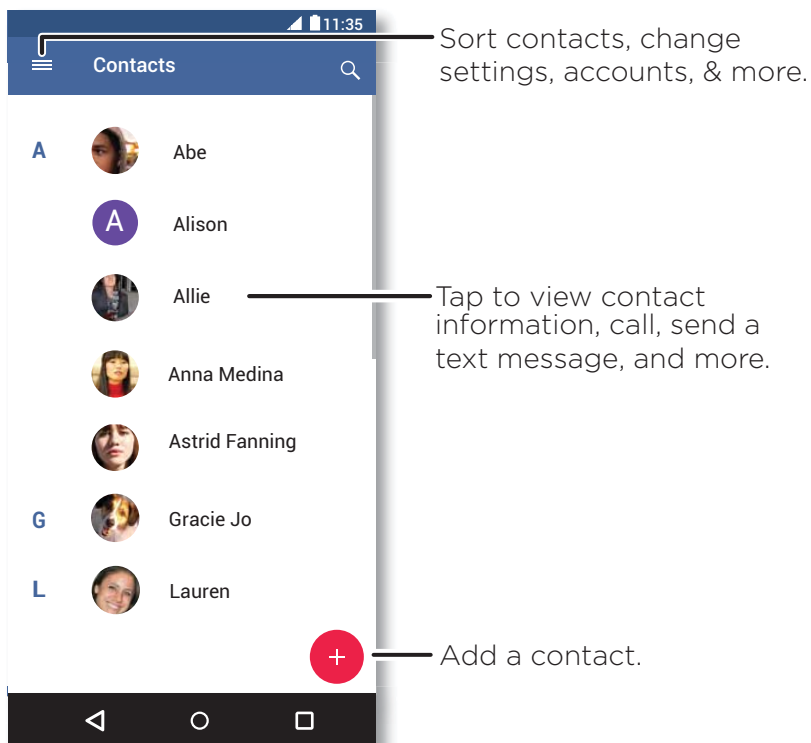 11:35
Contacts
Sort contacts, change
settings, accounts, & more.
A
Abe
A
Alison
Allie
Tap to view contact
information, call, send a
text message, and more.
Anna Medina
Astrid Fanning
G
Gracie Jo
L
Lauren
+
Add a contact.